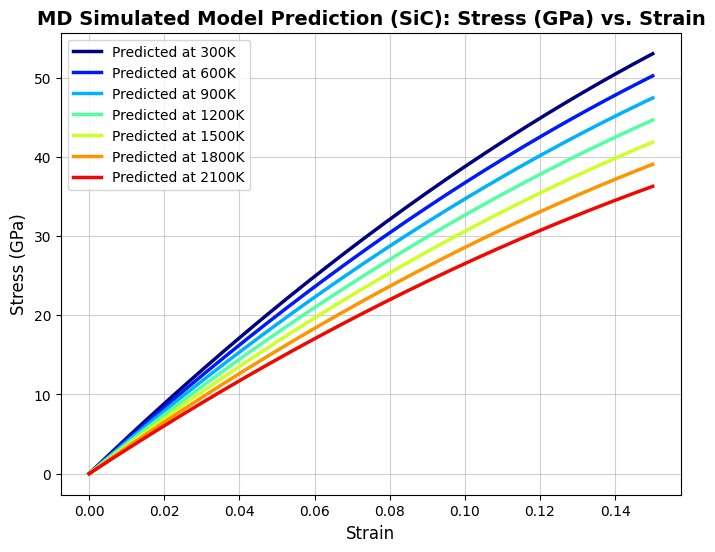 MD Simulated Model Prediction (SiC): Stress (GPa) vs. Strain
Predicted at 300K
Predicted at 600K
Predicted at 900K
Predicted at 1200K
Predicted at 1500K
Predicted at 1800K
Predicted at 2100K
Stress (GPa)
50
40
30
20
10
0
0.00 0.02 0.04 0.06 0.08 0.10 0.12 0.14
Strain